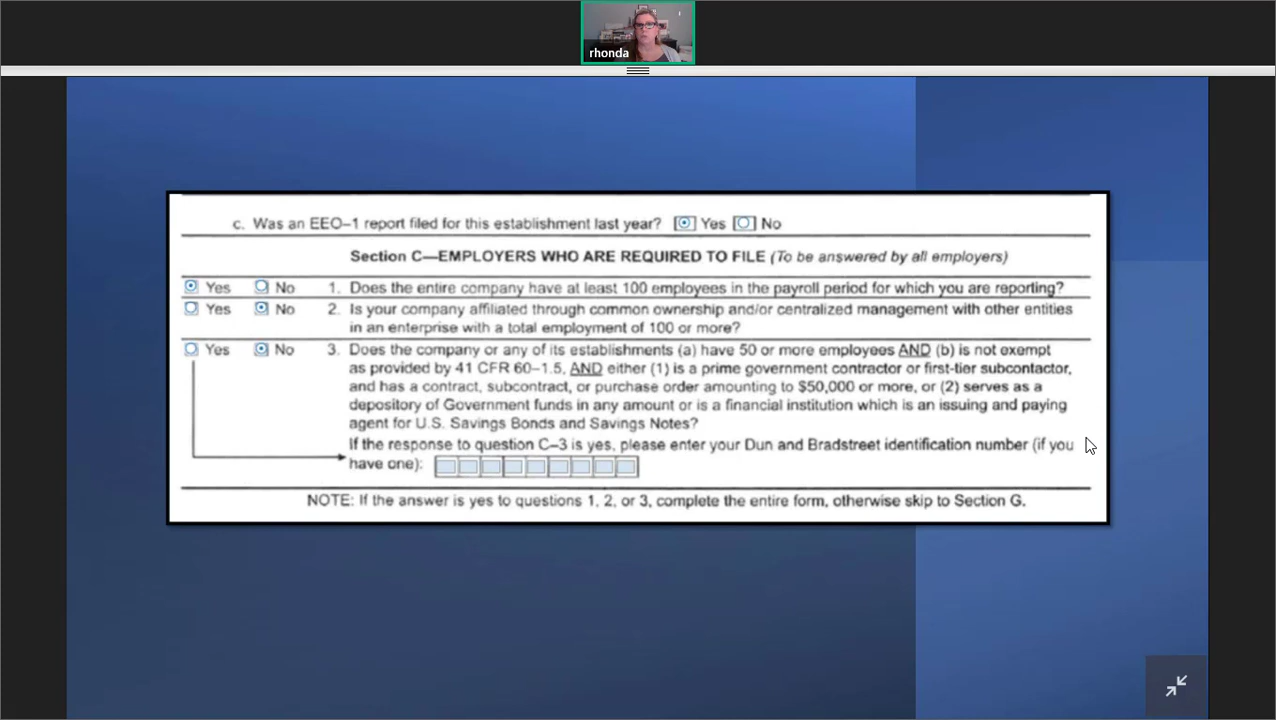 rhonda
c. Was an EEO–1 report filed for this establishment last year? Yes No
Section C—EMPLOYERS WHO ARE REQUIRED TO FILE (To be answered by all employers)
Yes No 1. Does the entire company have at least 100 employees in the payroll period for which you are reporting?
Yes No 2. Is your company affiliated through common ownership and/or centralized management with other entities
in an enterprise with a total employment of 100 or more?
Yes No 3. Does the company or any of its establishments (a) have 50 or more employees AND (b) is not exempt
as provided by 41 CFR 60–1.5, AND either (1) is a prime government contractor or first-tier subcontactor,
and has a contract, subcontract, or purchase order amounting to $50,000 or more, or (2) serves as a
depository of Government funds in any amount or is a financial institution which is an issuing and paying
agent for U.S. Savings Bonds and Savings Notes?
If the response to question C–3 is yes, please enter your Dun and Bradstreet identification number (if you
have one):
NOTE: If the answer is yes to questions 1, 2, or 3, complete the entire form, otherwise skip to Section G.